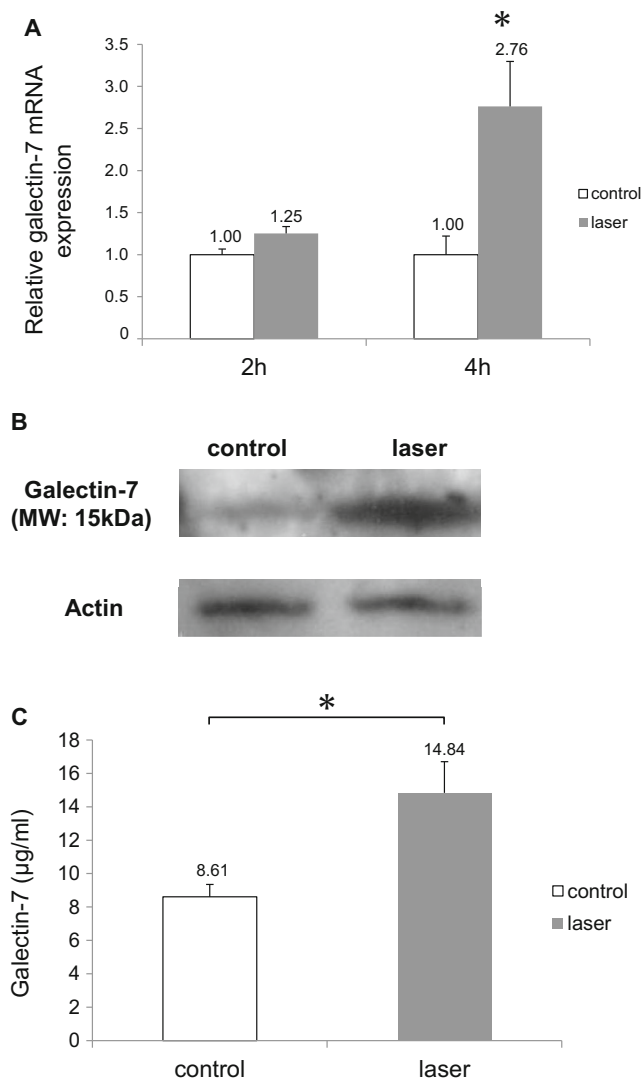 A
*
Relative galectin-7 mRNA
expression
3.5
3.0
2.5
2.0
1.5
1.0
0.5
0
1.00
1.25
1.00
2.76
2h
4h
control
laser
B
control
laser
Galectin-7
(MW: 15kDa)
Actin
C
*
Galectin-7 (µg/ml)
18
16
14
12
10
8
6
4
2
0
8.61
14.84
control
laser
control
laser